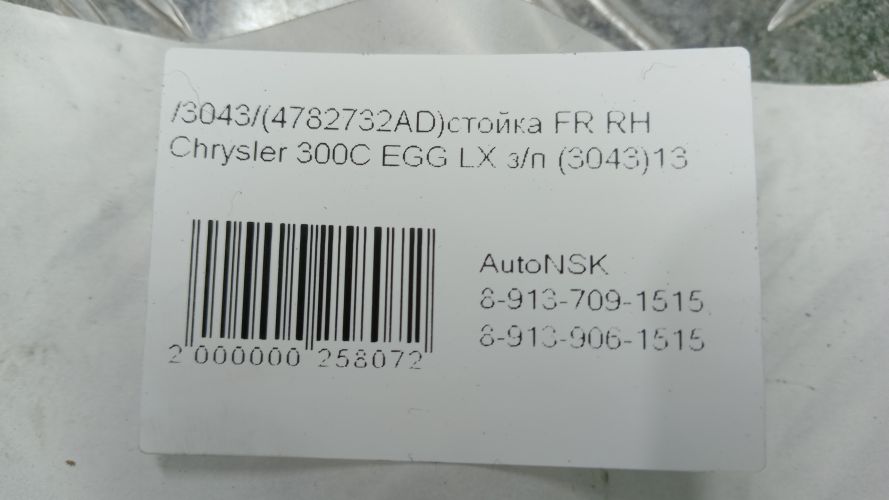 /3043/(4782732AD)стойка FR RH
Chrysler 300C EGG LX з/п (3043)13
AutoNSK
8-913-709-1515
8-913-906-1515
2 000000 258072